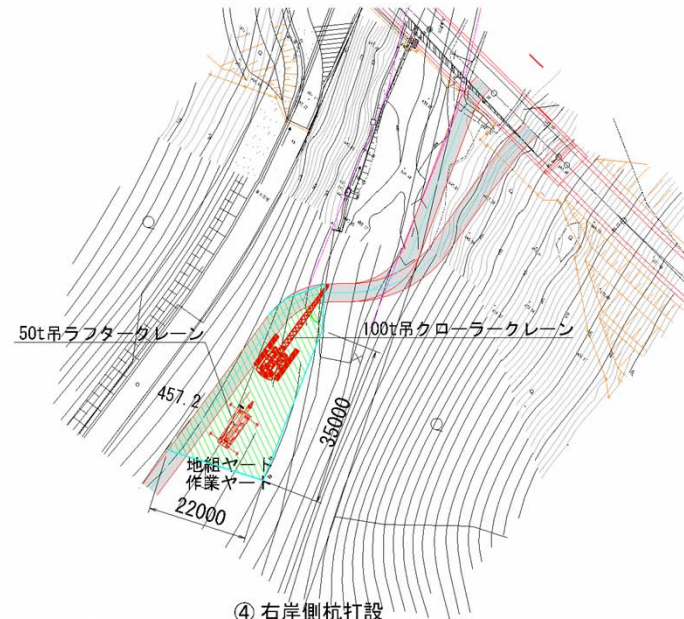 50t吊ラフタークレーン
100t吊クローラークレーン
457.2
35000
地組ヤード
作業ヤード
22000
④ 右岸側杭打設